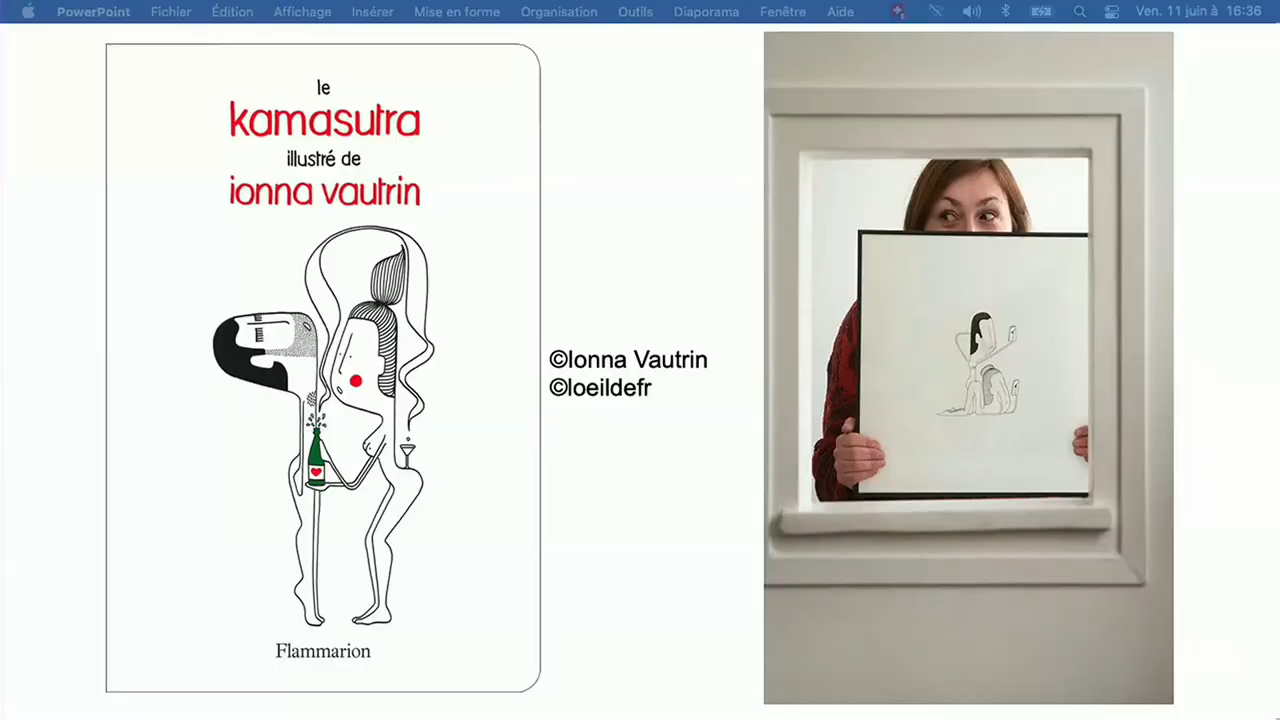 PowerPoint Fichier Édition Affichage Insérer Mise en forme Organisation Outils Diaporama Fenêtre Aide Ven. 11 juin à 16:36
le
kamasutra
illustré de
ionna vautrin
Flammarion
©Ionna Vautrin
©loeildefr